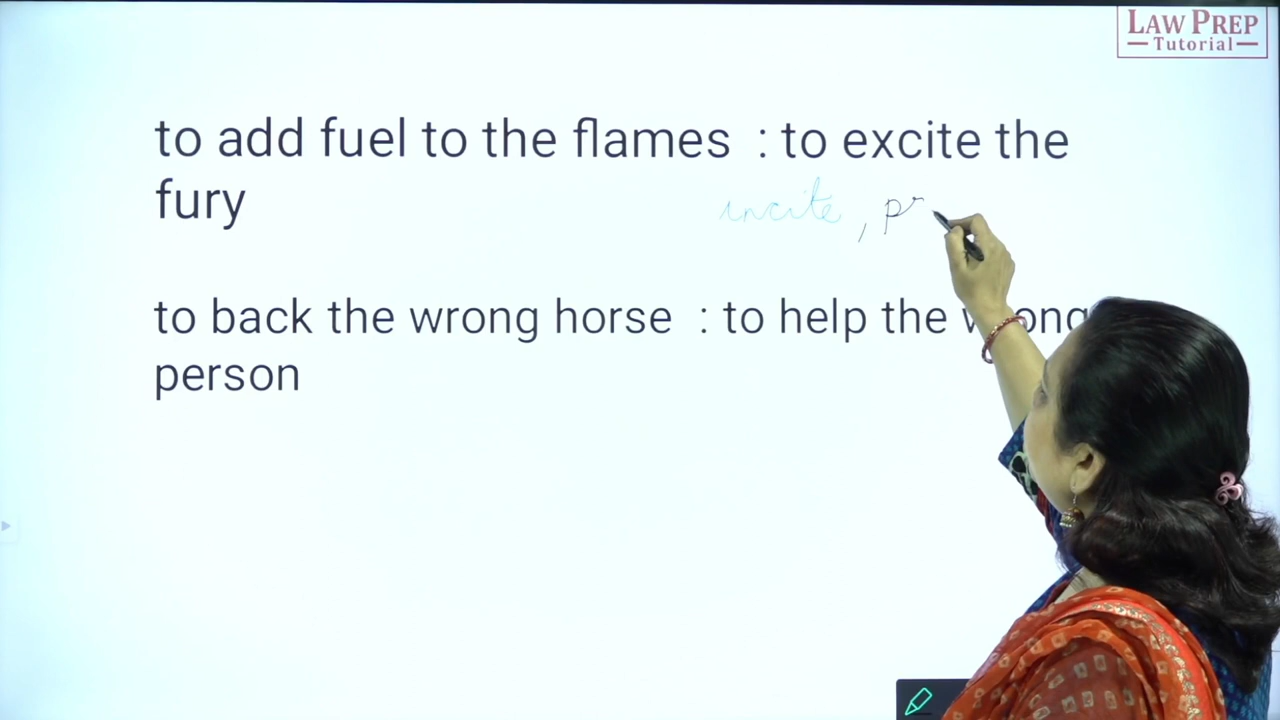 LAW PREP
Tutorial
to add fuel to the flames : to excite the
fury
incite, pr
to back the wrong horse : to help the wrong
person